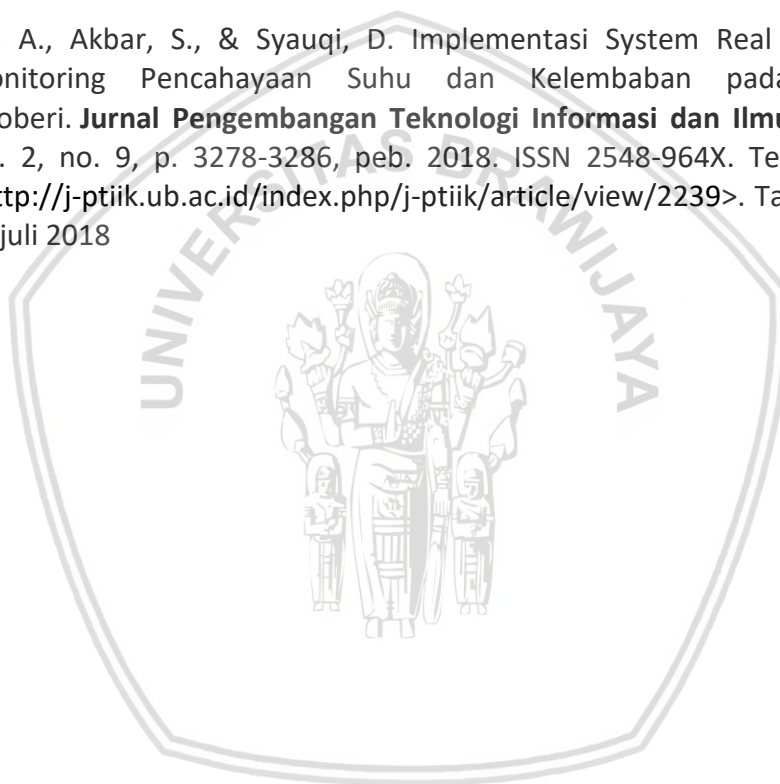 A., Akbar, S., & Syauqi, D. Implementasi System Real
onitoring Pencahayaan Suhu dan Kelembaban pada
oberi. Jurnal Pengembangan Teknologi Informasi dan Ilmu
. 2, no. 9, p. 3278-3286, peb. 2018. ISSN 2548-964X. Te
ttp://j-ptiik.ub.ac.id/index.php/j-ptiik/article/view/2239>. Ta
juli 2018
UNIVERSITAS BRAWIJAYA